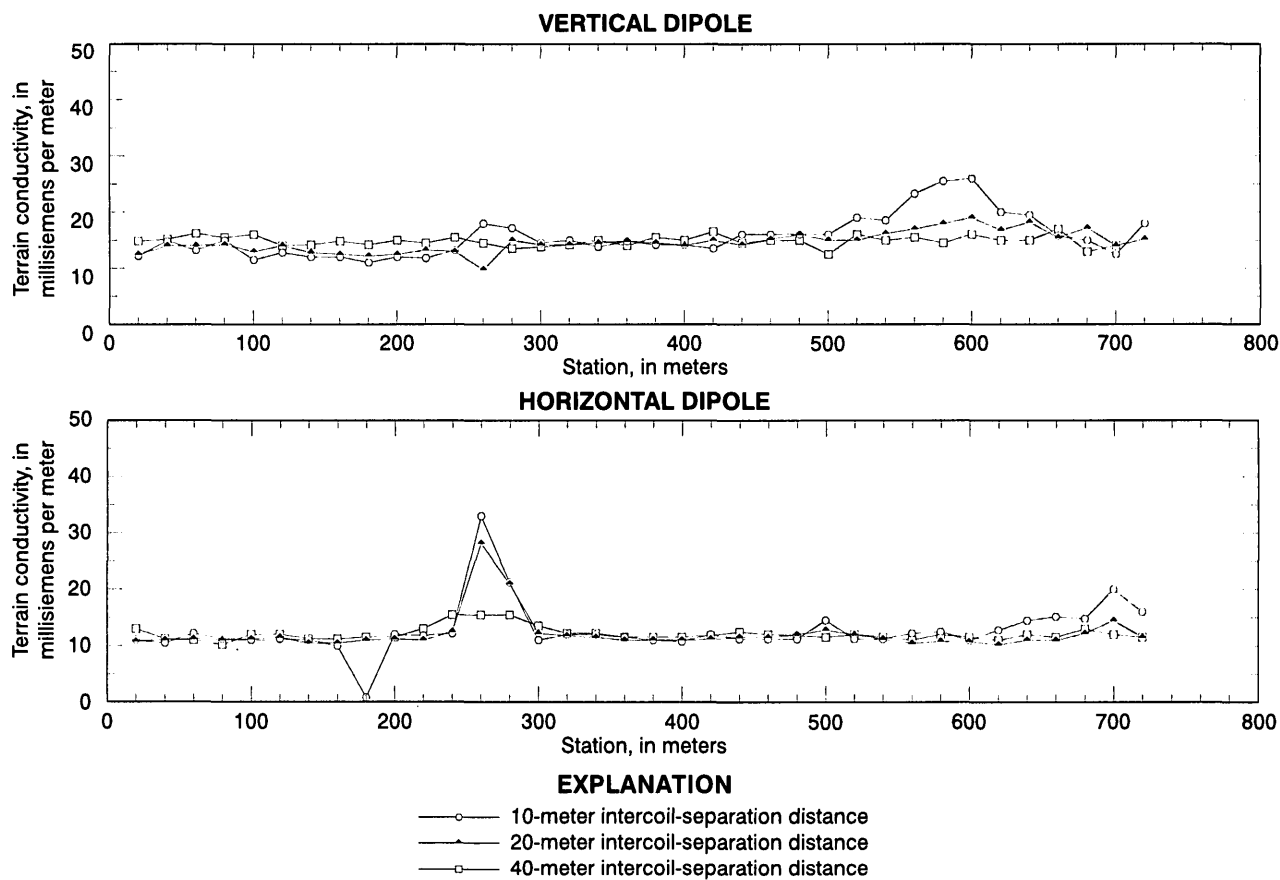 VERTICAL DIPOLE
Terrain conductivity, in
millisiemens per meter
50
40
30
20
10
0
0 100 200 300 400 500 600 700 800
Station, in meters
HORIZONTAL DIPOLE
Terrain conductivity, in
millisiemens per meter
50
40
30
20
10
0
0 100 200 300 400 500 600 700 800
Station, in meters
EXPLANATION
10-meter intercoil-separation distance
20-meter intercoil-separation distance
40-meter intercoil-separation distance